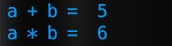 a + b =  5
a * b =  6